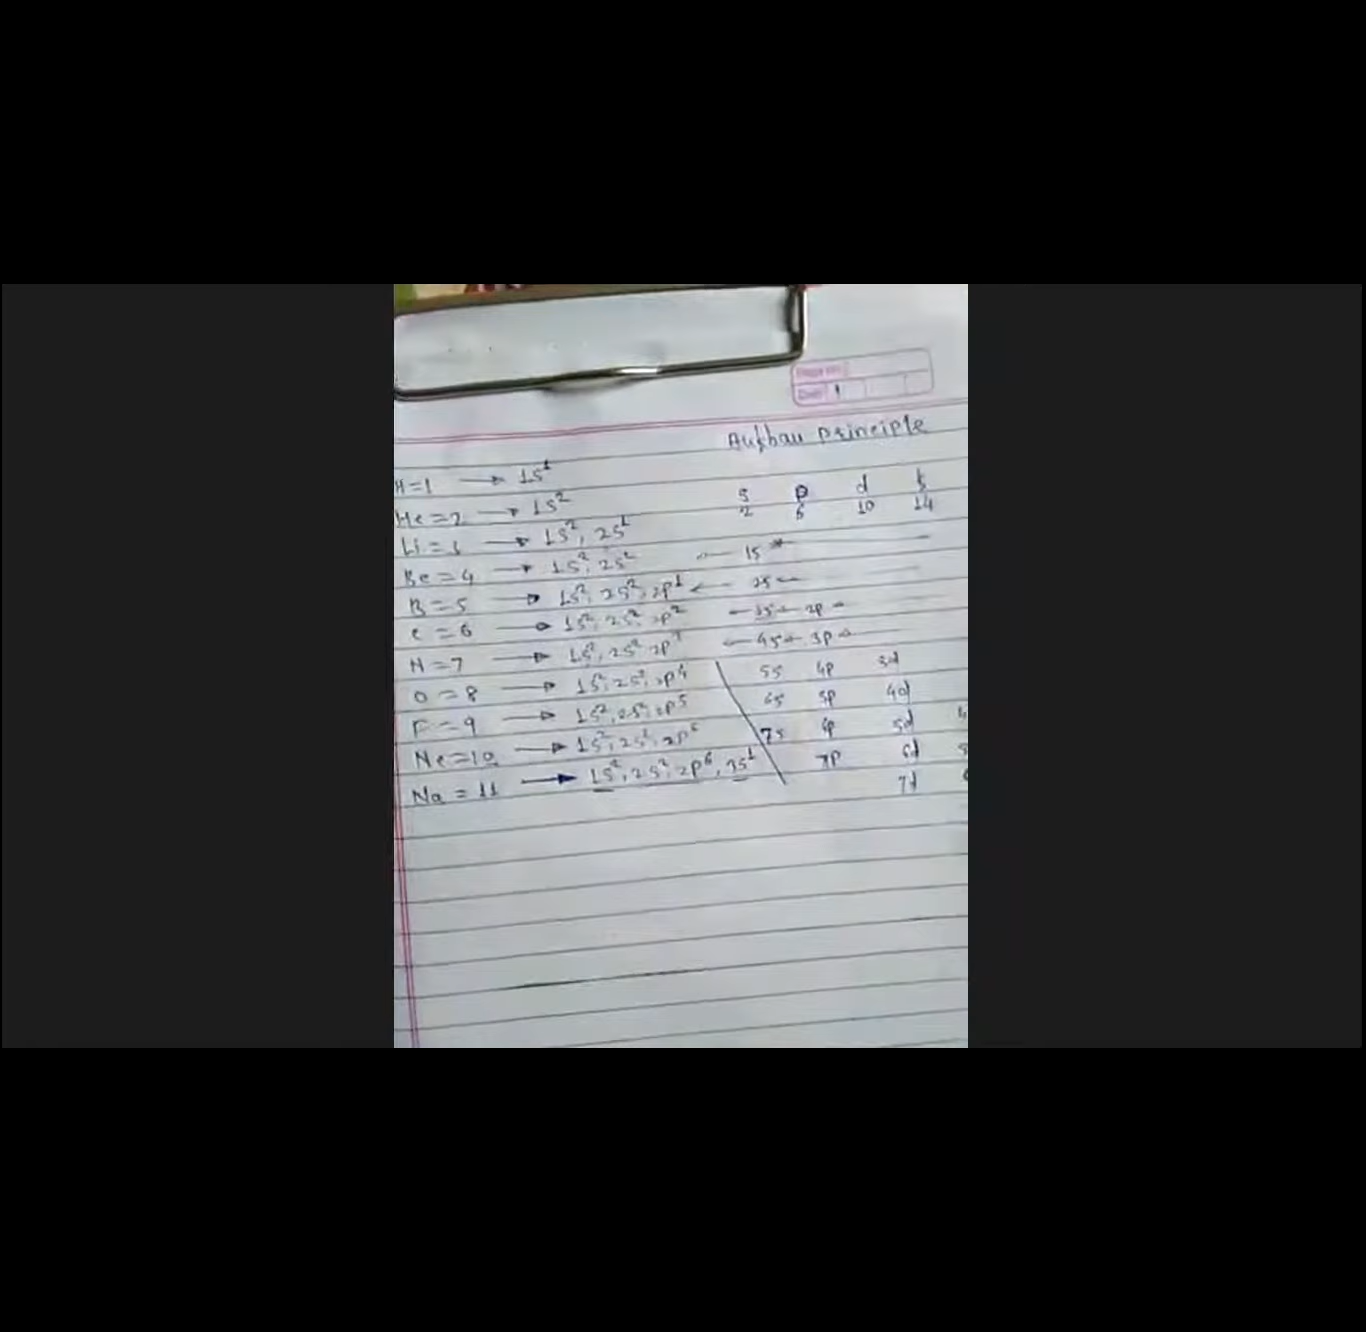 Aufbau principle
H=1 → 1s¹
He=2 → 1s²
s p d f
2 6 10 14
Li= → 1s², 2s¹
Be=4 → 1s², 2s²
1s
B=5 → 1s², 2s², 2p¹
2s
C=6 → 1s², 2s², 2p²
3s 2p
N=7 → 1s², 2s² 2p³
4s 3p
O=8 → 1s², 2s², 2p⁴
5s 4p 3d
F=9 → 1s², 2s², 2p⁵
6s 5p 4d
Ne=10 → 1s², 2s², 2p⁶
7s 6p 5d
Na = 11 → 1s², 2s², 2p⁶, 3s¹
7p 6d
7d